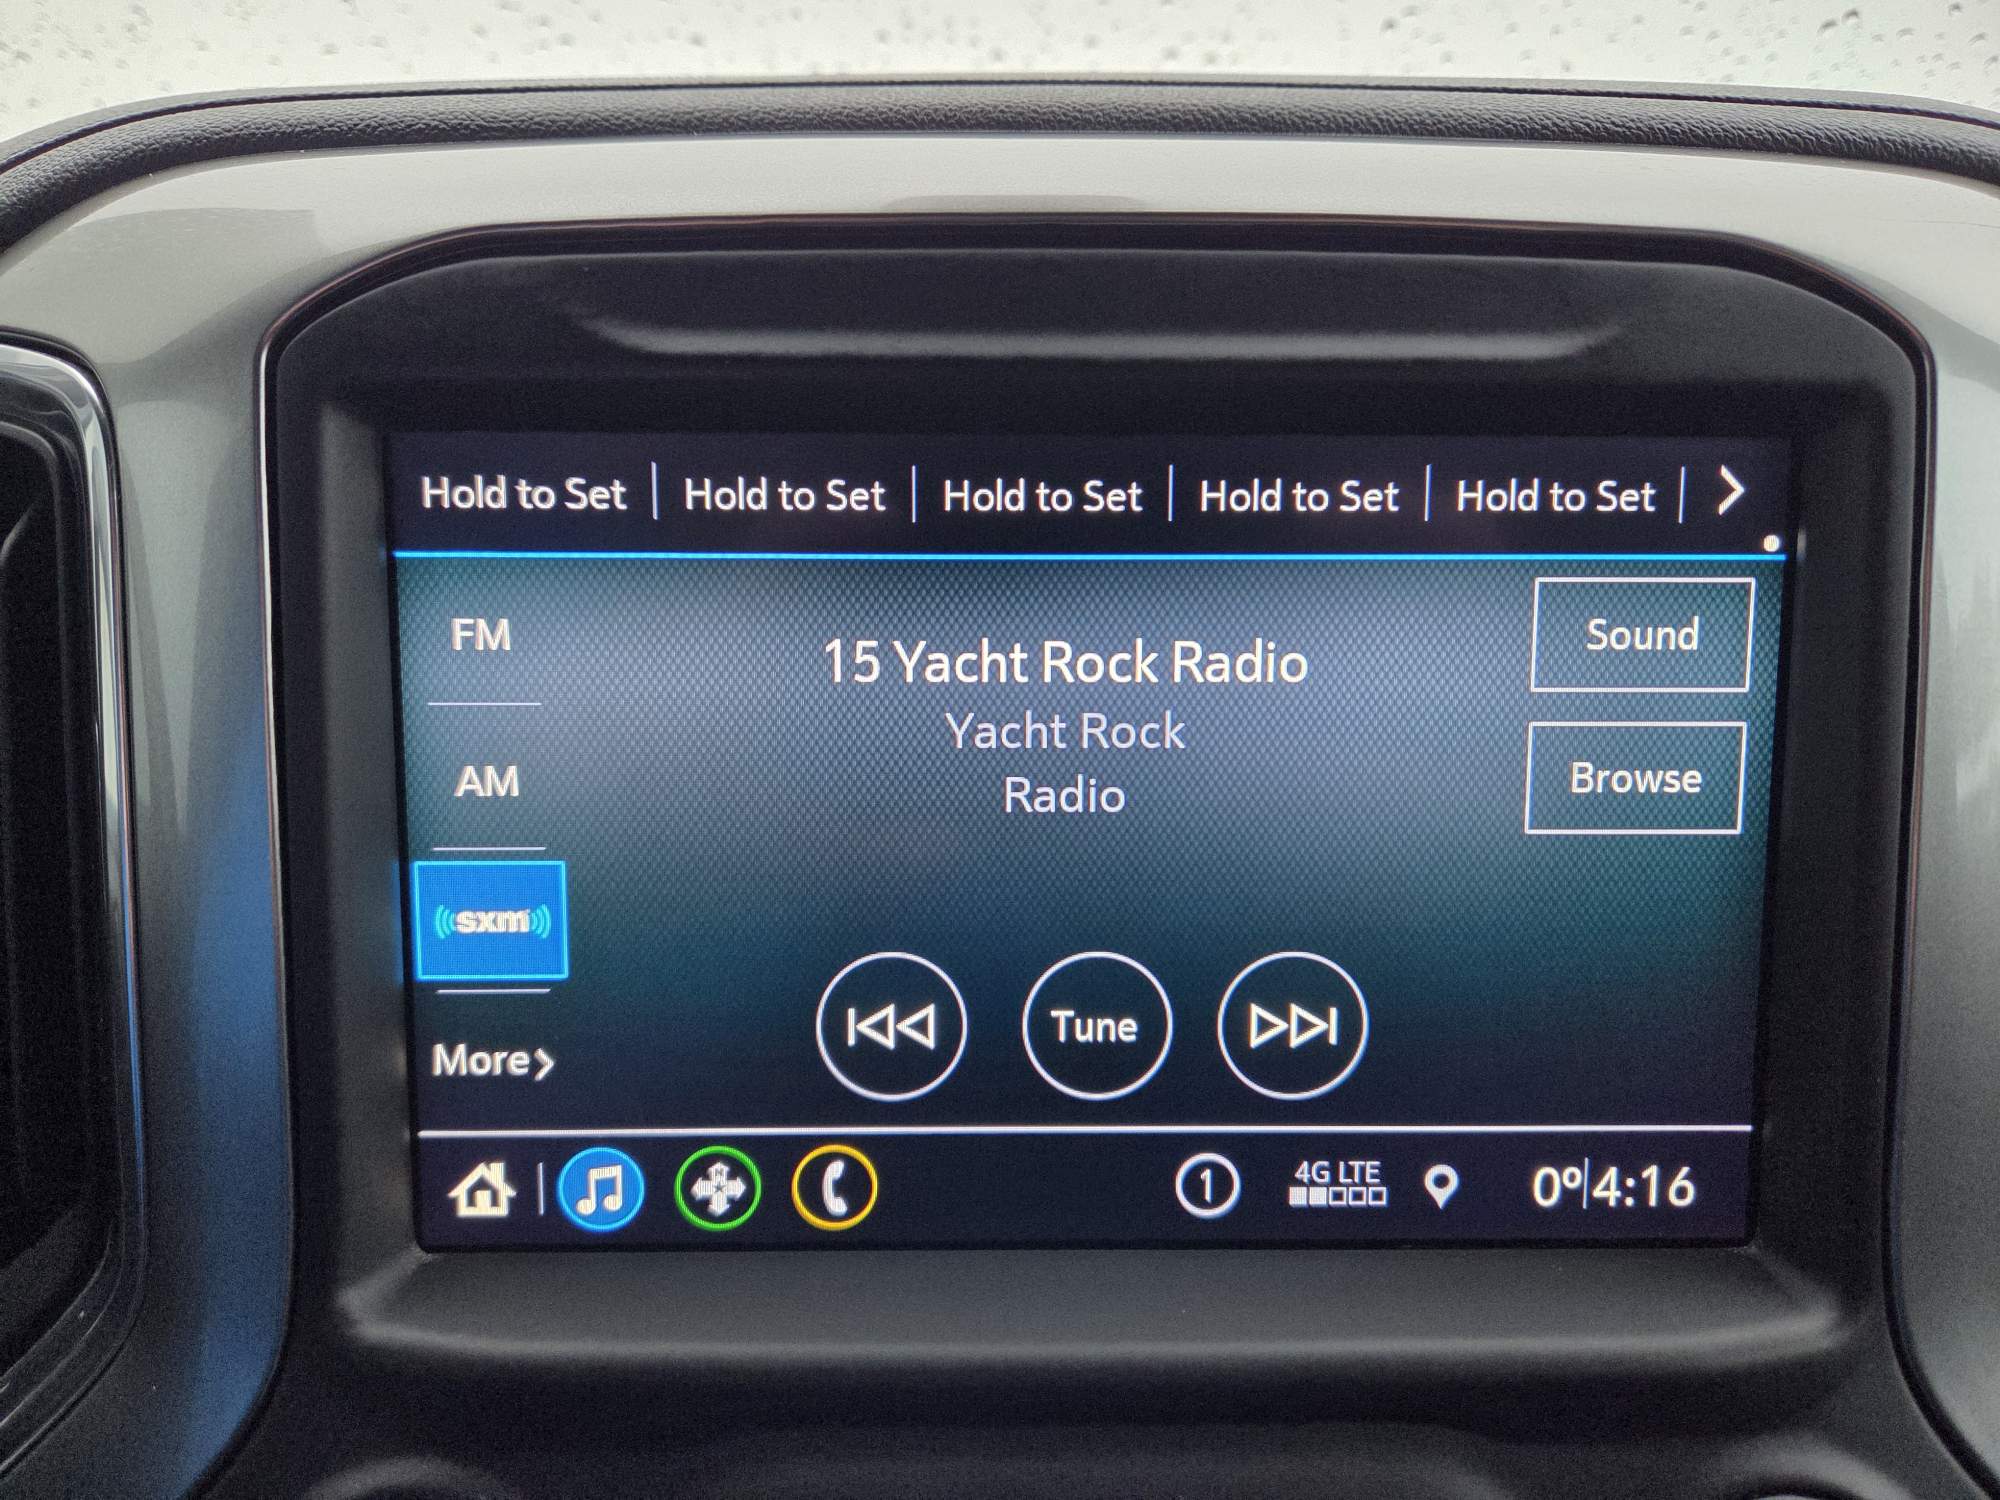 Hold to Set Hold to Set Hold to Set Hold to Set Hold to Set
FM
15 Yacht Rock Radio
Yacht Rock
Radio
Sound
AM
Browse
sxm
More
Tune
1
4G LTE
0º 4:16